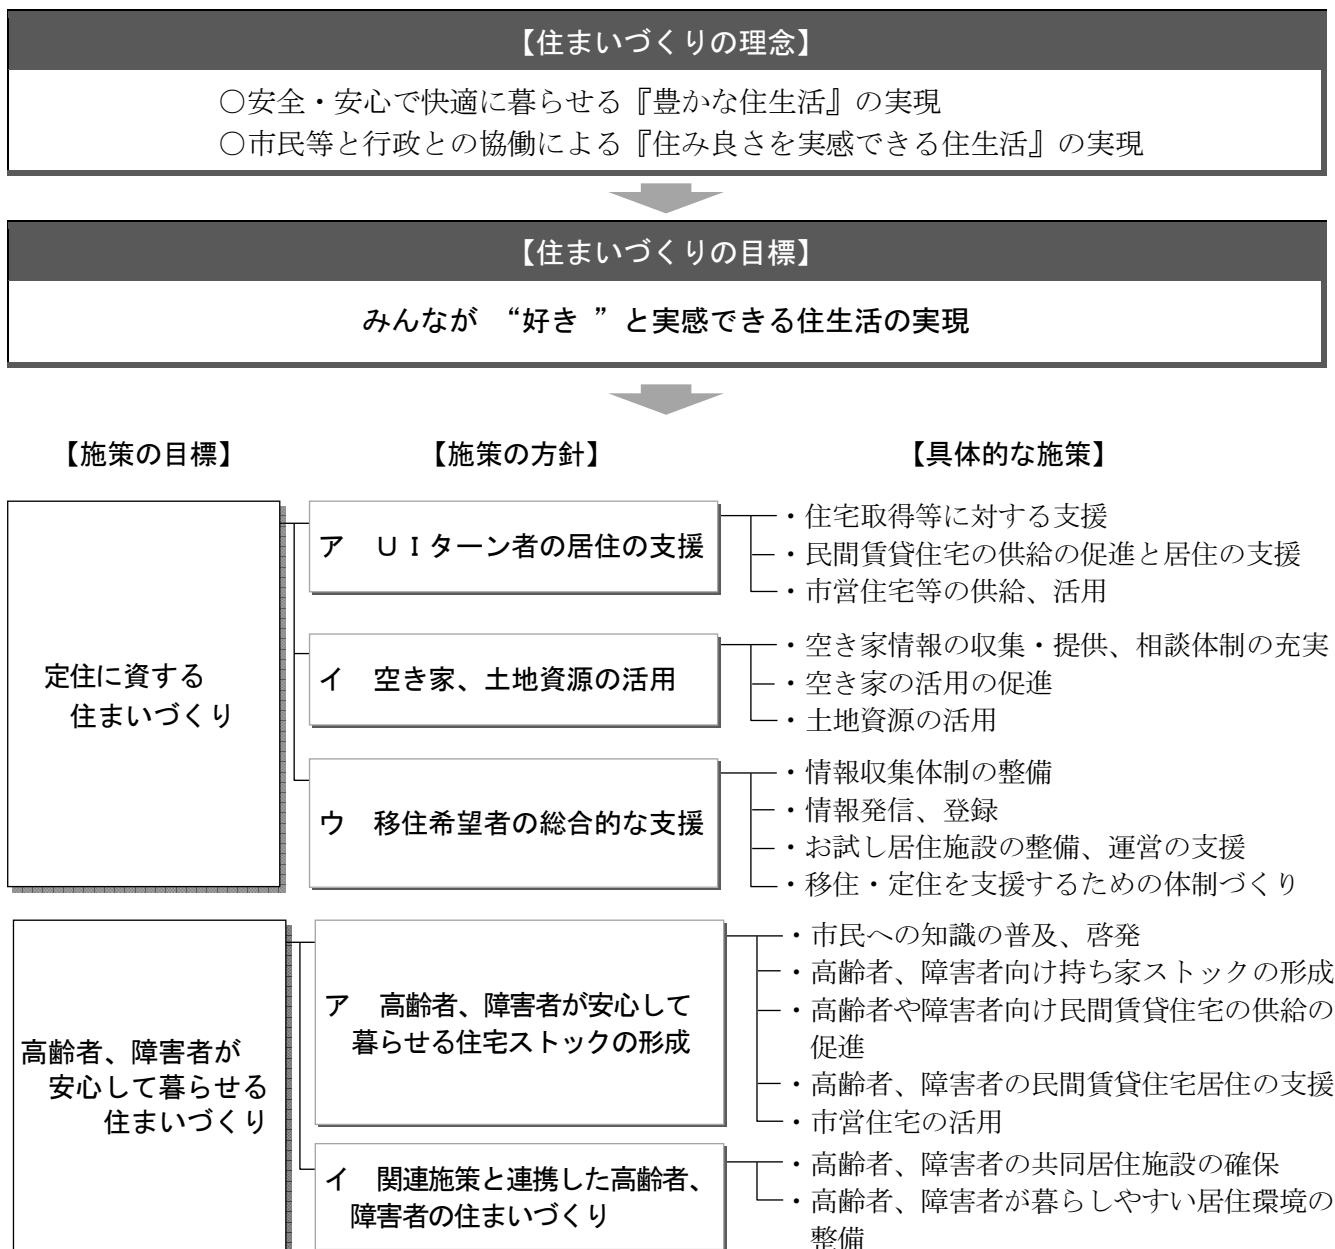 【住まいづくりの理念】
○安全・安心で快適に暮らせる『豊かな住生活』の実現
○市民等と行政との協働による『住み良さを実感できる住生活』の実現
【住まいづくりの目標】
みんなが “好き ”と実感できる住生活の実現
【施策の目標】 【施策の方針】 【具体的な施策】
定住に資する
住まいづくり
ア ＵＩターン者の居住の支援
・住宅取得等に対する支援
・民間賃貸住宅の供給の促進と居住の支援
・市営住宅等の供給、活用
イ 空き家、土地資源の活用
・空き家情報の収集・提供、相談体制の充実
・空き家の活用の促進
・土地資源の活用
ウ 移住希望者の総合的な支援
・情報収集体制の整備
・情報発信、登録
・お試し居住施設の整備、運営の支援
・移住・定住を支援するための体制づくり
高齢者、障害者が
安心して暮らせる
住まいづくり
ア 高齢者、障害者が安心して
暮らせる住宅ストックの形成
・市民への知識の普及、啓発
・高齢者、障害者向け持ち家ストックの形成
・高齢者や障害者向け民間賃貸住宅の供給の
促進
・高齢者、障害者の民間賃貸住宅居住の支援
・市営住宅の活用
イ 関連施策と連携した高齢者、
障害者の住まいづくり
・高齢者、障害者の共同居住施設の確保
・高齢者、障害者が暮らしやすい居住環境の
整備